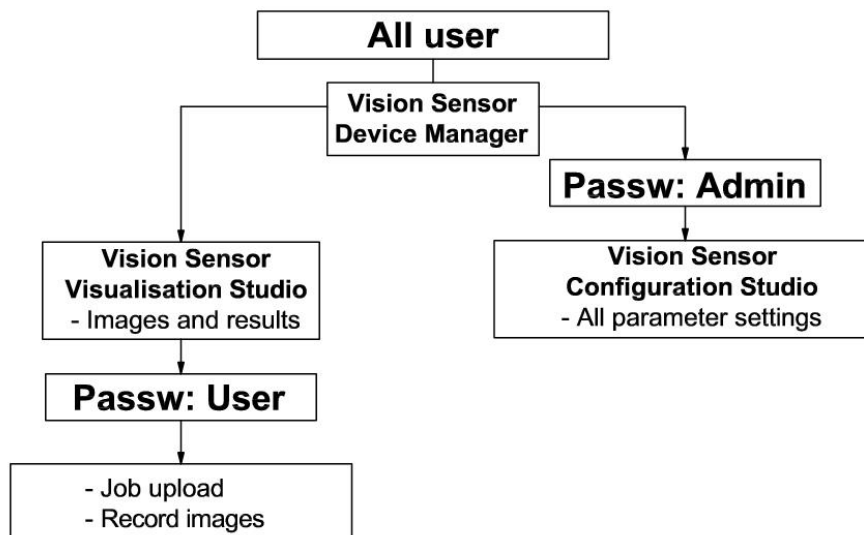 All user
Vision Sensor
Device Manager
Passw: Admin
Vision Sensor
Configuration Studio
- All parameter settings
Vision Sensor
Visualisation Studio
- Images and results
Passw: User
- Job upload
- Record images